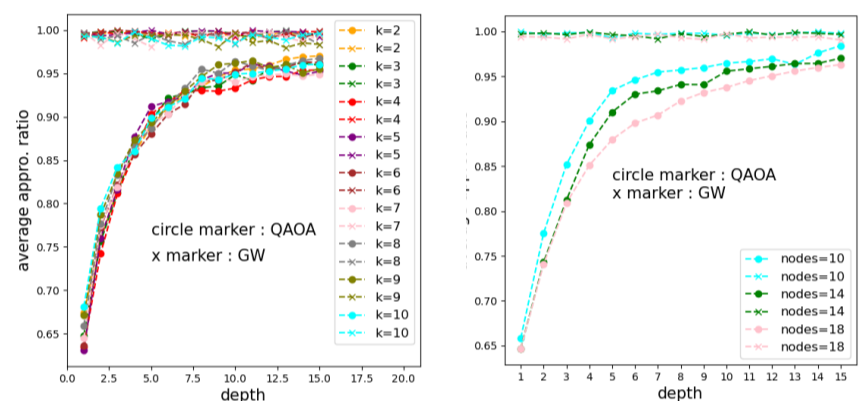 1.00
0.95
0.90
0.85
0.80
0.75
0.70
0.65
average appro. ratio
0.0 2.5 5.0 7.5 10.0 12.5 15.0 17.5 20.0
depth
circle marker : QAOA
x marker : GW
k=2
k=2
k=3
k=3
k=4
k=4
k=5
k=5
k=6
k=6
k=7
k=7
k=8
k=8
k=9
k=9
k=10
k=10
1.00
0.95
0.90
0.85
0.80
0.75
0.70
0.65
1 2 3 4 5 6 7 8 9 10 11 12 13 14 15
depth
circle marker : QAOA
x marker : GW
nodes=10
nodes=10
nodes=14
nodes=14
nodes=18
nodes=18